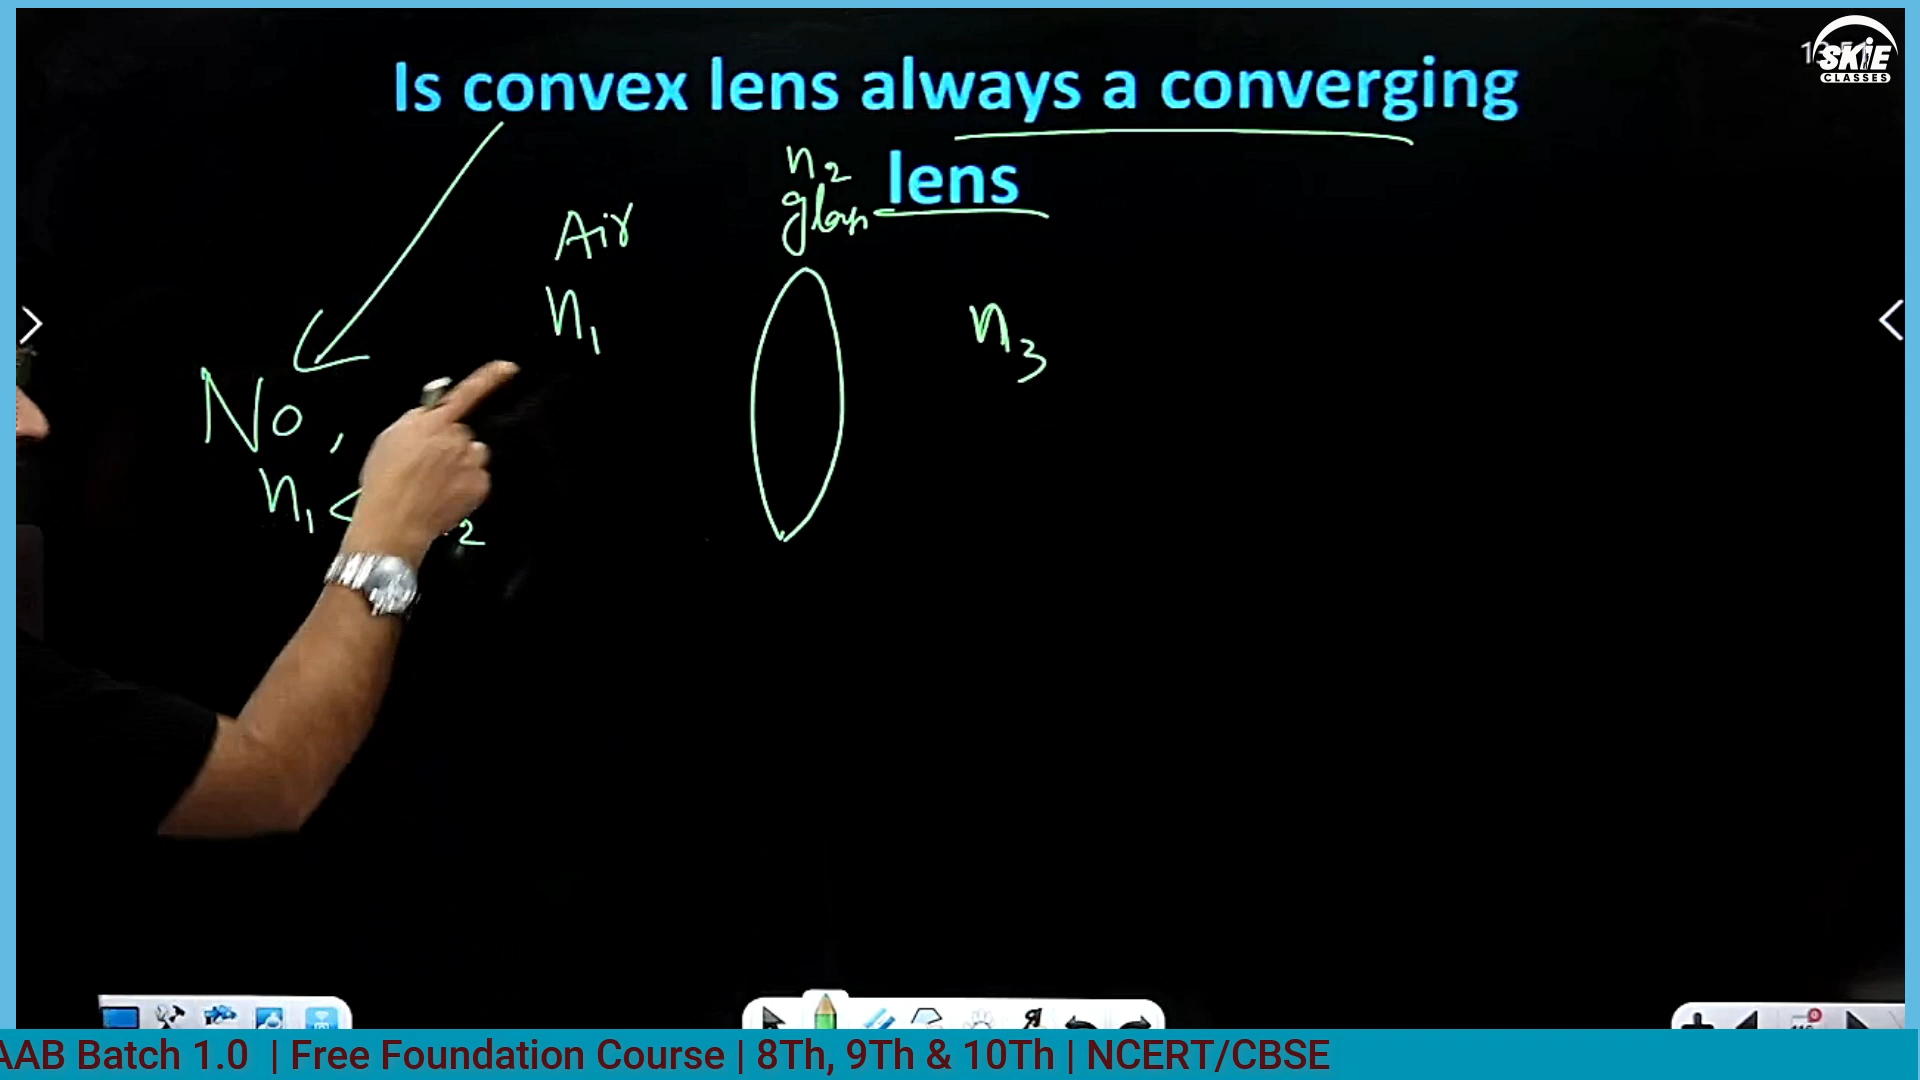 Is convex lens always a converging
lens
n2
glass
Air
n1
n3
No,
n1 < 2
SKiE
CLASSES
AAB Batch 1.0 | Free Foundation Course | 8Th, 9Th & 10Th | NCERT/CBSE